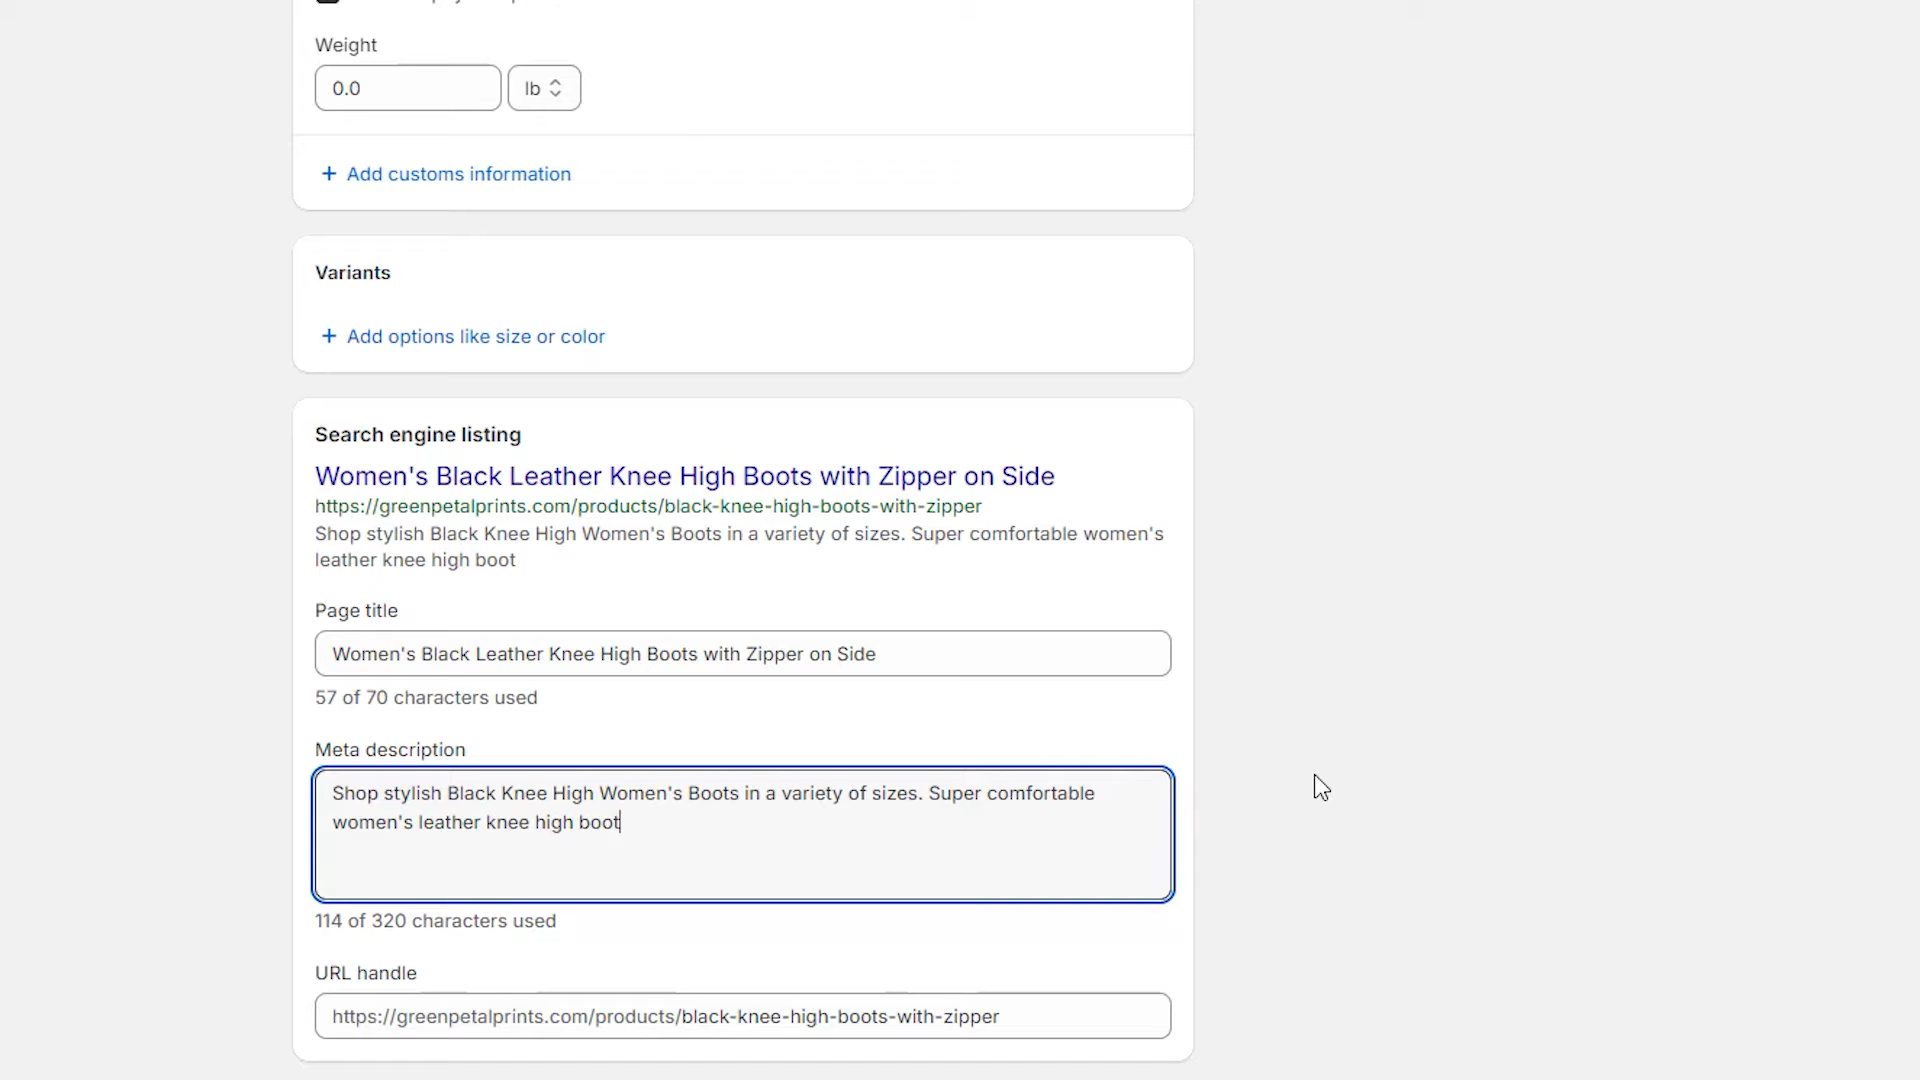 Weight
0.0
lb
+ Add customs information
Variants
+ Add options like size or color
Search engine listing
Women's Black Leather Knee High Boots with Zipper on Side
https://greenpetalprints.com/products/black-knee-high-boots-with-zipper
Shop stylish Black Knee High Women's Boots in a variety of sizes. Super comfortable women's
leather knee high boot
Page title
Women's Black Leather Knee High Boots with Zipper on Side
57 of 70 characters used
Meta description
Shop stylish Black Knee High Women's Boots in a variety of sizes. Super comfortable
women's leather knee high boot
114 of 320 characters used
URL handle
https://greenpetalprints.com/products/black-knee-high-boots-with-zipper